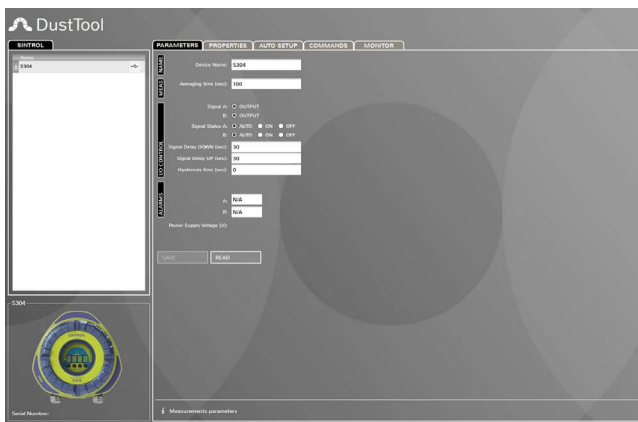 DustTool
SINTROL
PARAMETERS PROPERTIES AUTO SETUP COMMANDS MONITOR
Name
S304
NAME
Device Name: S304
MEAS
Averaging time (sec): 100
I/O CONTROL
Signal A: OUTPUT
B: OUTPUT
Signal Status A: AUTO ON OFF
B: AUTO ON OFF
Signal Delay DOWN (sec): 30
Signal Delay UP (sec): 30
Hysteresis time (sec): 0
ALARMS
A: N/A
B: N/A
Power Supply Voltage (V):
SAVE READ
S304
Serial Number:
i Measurements parameters